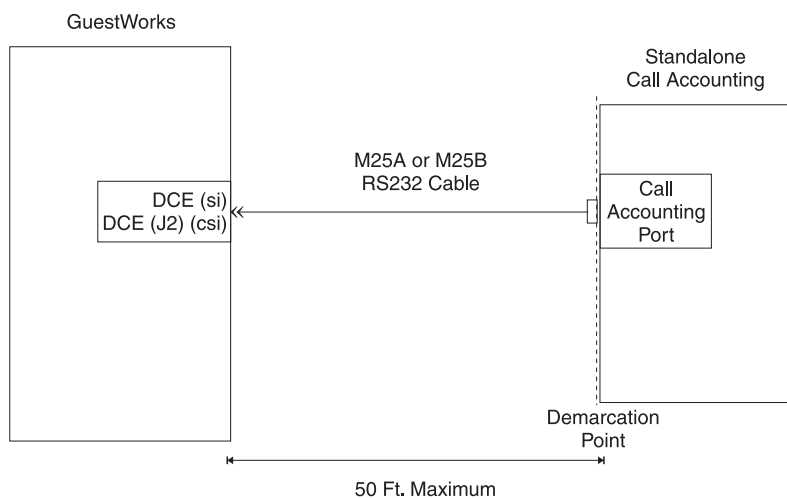 GuestWorks
Standalone
Call Accounting
M25A or M25B
RS232 Cable
DCE (si)
DCE (J2) (csi)
Call
Accounting
Port
Demarcation
Point
50 Ft. Maximum